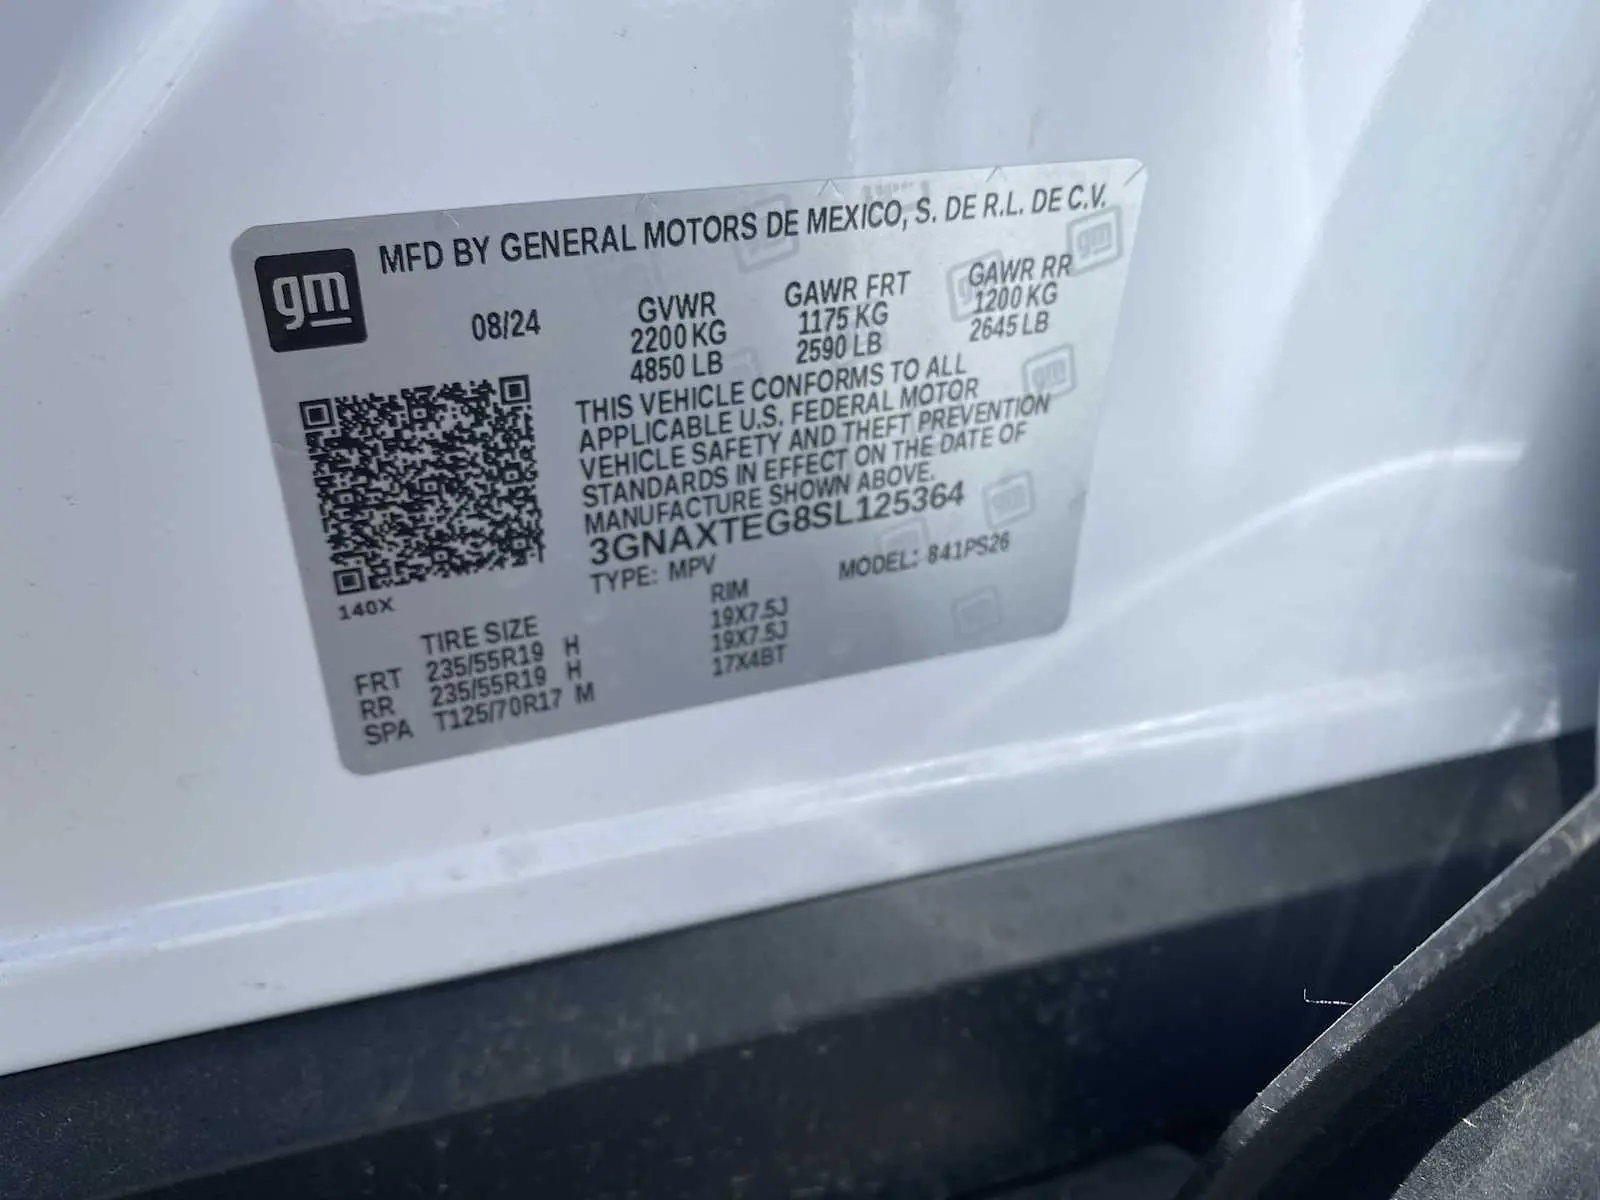 gm MFD BY GENERAL MOTORS DE MEXICO, S. DE R.L. DE C.V.
08/24 GVWR GAWR FRT GAWR RR
2200 KG 1175 KG 1200 KG
4850 LB 2590 LB 2645 LB
THIS VEHICLE CONFORMS TO ALL
APPLICABLE U.S. FEDERAL MOTOR
VEHICLE SAFETY AND THEFT PREVENTION
STANDARDS IN EFFECT ON THE DATE OF
MANUFACTURE SHOWN ABOVE.
3GNAXTEG8SL125364
TYPE: MPV MODEL: 841PS26
140X
TIRE SIZE RIM
FRT 235/55R19 H 19X7.5J
RR 235/55R19 H 19X7.5J
SPA T125/70R17 M 17X4BT